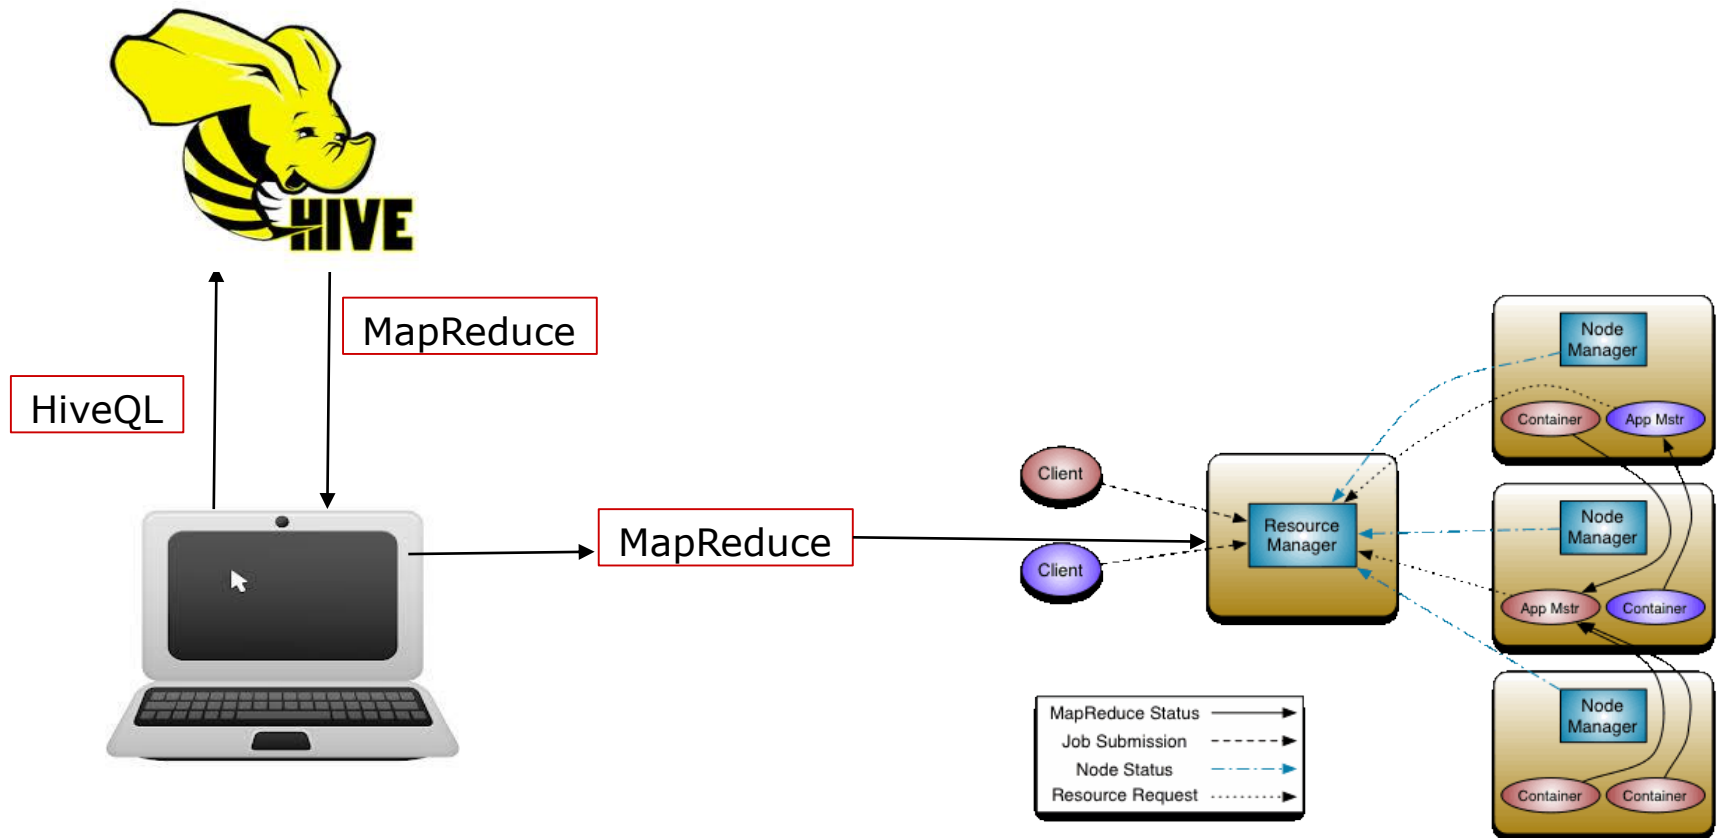 HIVE
MapReduce
HiveQL
MapReduce
Client
Client
Resource
Manager
Node
Manager
Container
App Mstr
Node
Manager
App Mstr
Container
Node
Manager
Container
Container
MapReduce Status
Job Submission
Node Status
Resource Request